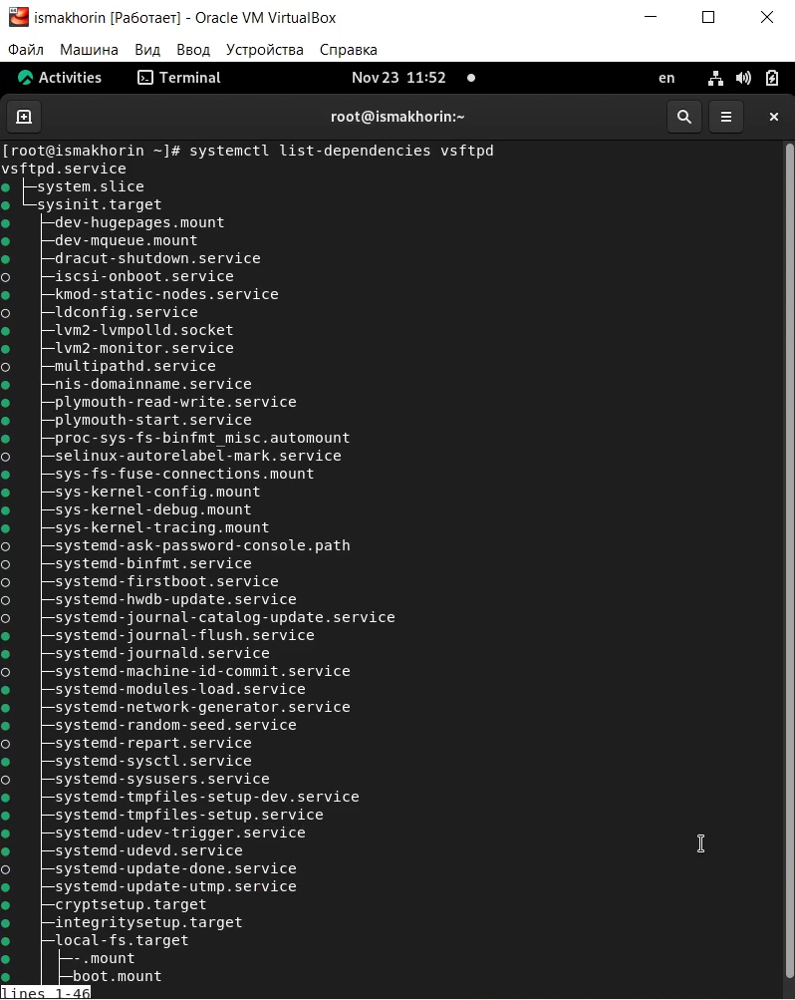 ismakhorin [Работает] - Oracle VM VirtualBox
Файл Машина Вид Ввод Устройства Справка
Activities Terminal Nov 23 11:52 en
root@ismakhorin:~
[root@ismakhorin ~]# systemctl list-dependencies vsftpd
vsftpd.service
● ├─system.slice
● └─sysinit.target
●   ├─dev-hugepages.mount
●   ├─dev-mqueue.mount
●   ├─dracut-shutdown.service
○   ├─iscsi-onboot.service
●   ├─kmod-static-nodes.service
○   ├─ldconfig.service
●   ├─lvm2-lvmpolld.socket
●   ├─lvm2-monitor.service
○   ├─multipathd.service
●   ├─nis-domainname.service
●   ├─plymouth-read-write.service
●   ├─plymouth-start.service
●   ├─proc-sys-fs-binfmt_misc.automount
○   ├─selinux-autorelabel-mark.service
●   ├─sys-fs-fuse-connections.mount
●   ├─sys-kernel-config.mount
●   ├─sys-kernel-debug.mount
●   ├─sys-kernel-tracing.mount
○   ├─systemd-ask-password-console.path
○   ├─systemd-binfmt.service
○   ├─systemd-firstboot.service
○   ├─systemd-hwdb-update.service
○   ├─systemd-journal-catalog-update.service
●   ├─systemd-journal-flush.service
●   ├─systemd-journald.service
○   ├─systemd-machine-id-commit.service
●   ├─systemd-modules-load.service
●   ├─systemd-network-generator.service
●   ├─systemd-random-seed.service
○   ├─systemd-repart.service
●   ├─systemd-sysctl.service
○   ├─systemd-sysusers.service
●   ├─systemd-tmpfiles-setup-dev.service
●   ├─systemd-tmpfiles-setup.service
●   ├─systemd-udev-trigger.service
●   ├─systemd-udevd.service
○   ├─systemd-update-done.service
●   ├─systemd-update-utmp.service
●   ├─cryptsetup.target
●   ├─integritysetup.target
●   ├─local-fs.target
●   │ ├─-.mount
●   │ ├─boot.mount
lines 1-46